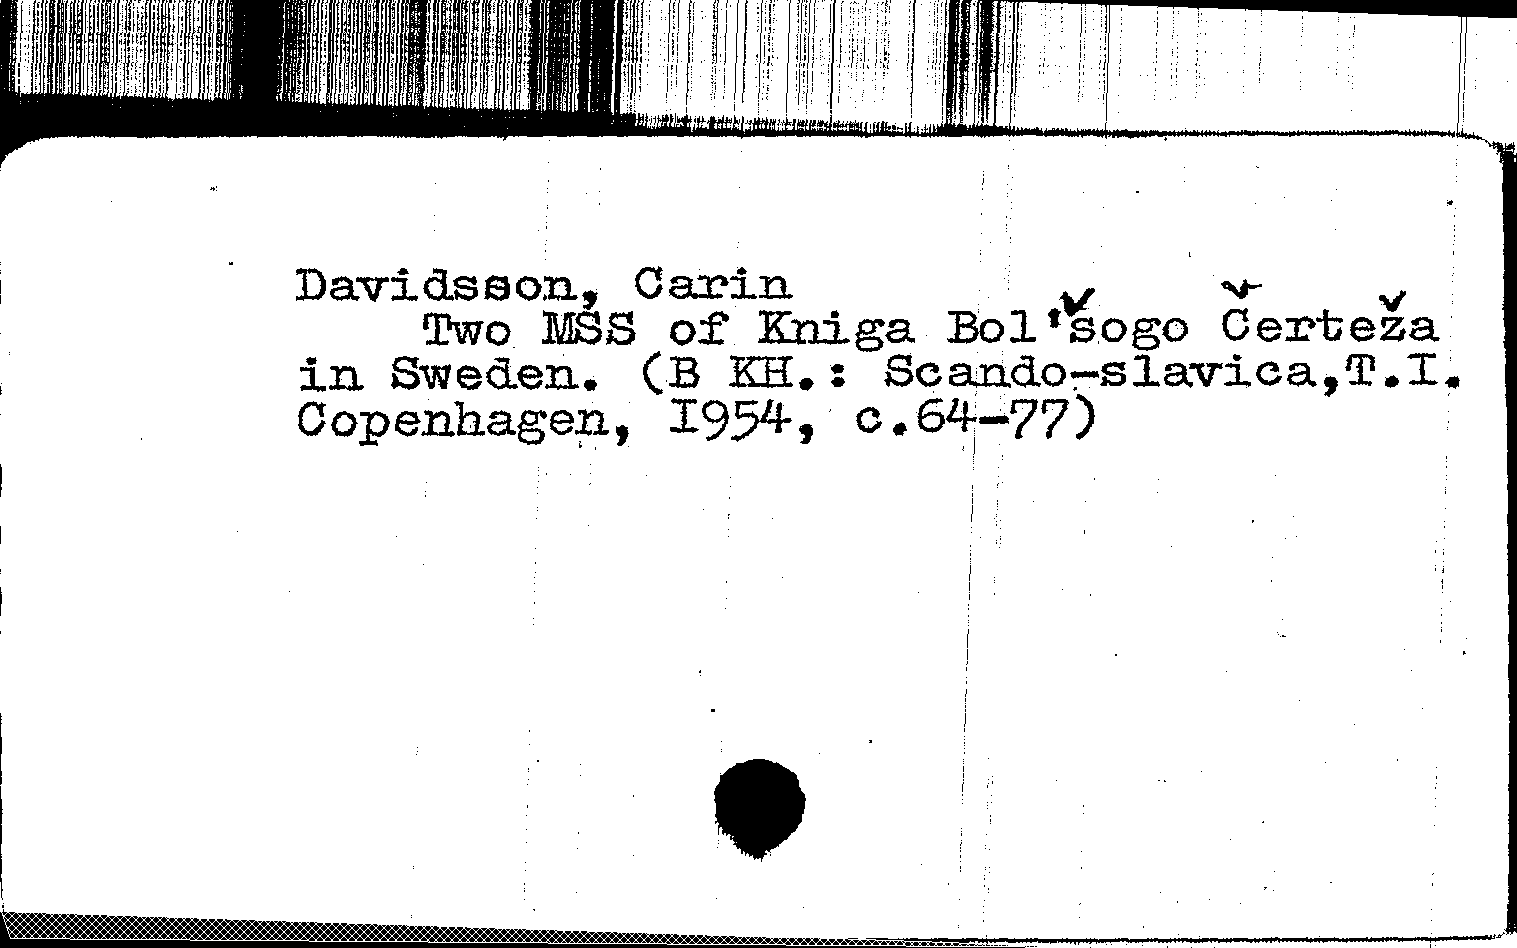 Davidsson, Carin
Two MSS of Kniga Bol'šogo Čerteža
in Sweden. (B KH.: Scando-slavica,T.I.
Copenhagen, I954, c.64-77)